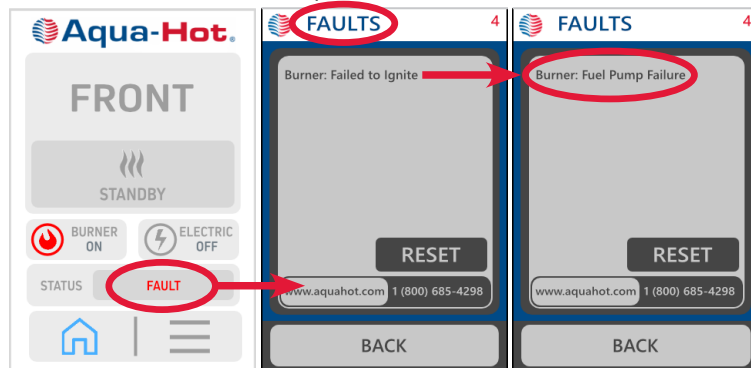 Aqua-Hot.
FRONT
STANDBY
BURNER
ON
ELECTRIC
OFF
STATUS
FAULT
FAULTS
4
Burner: Failed to Ignite
RESET
www.aquahot.com
1 (800) 685-4298
BACK
FAULTS
4
Burner: Fuel Pump Failure
RESET
www.aquahot.com
1 (800) 685-4298
BACK